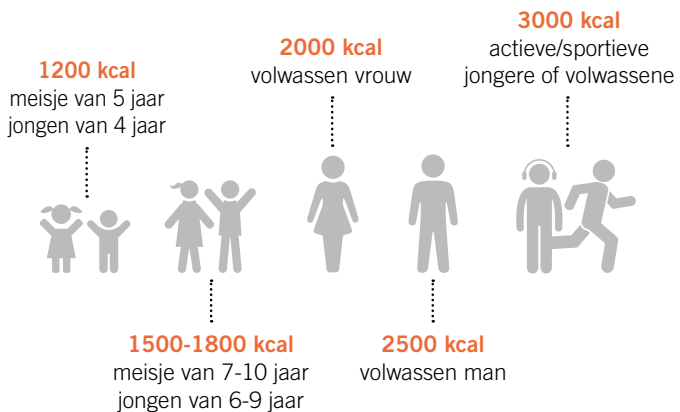 1200 kcal
meisje van 5 jaar
jongen van 4 jaar
1500-1800 kcal
meisje van 7-10 jaar
jongen van 6-9 jaar
2000 kcal
volwassen vrouw
2500 kcal
volwassen man
3000 kcal
actieve/sportieve
jongere of volwassene